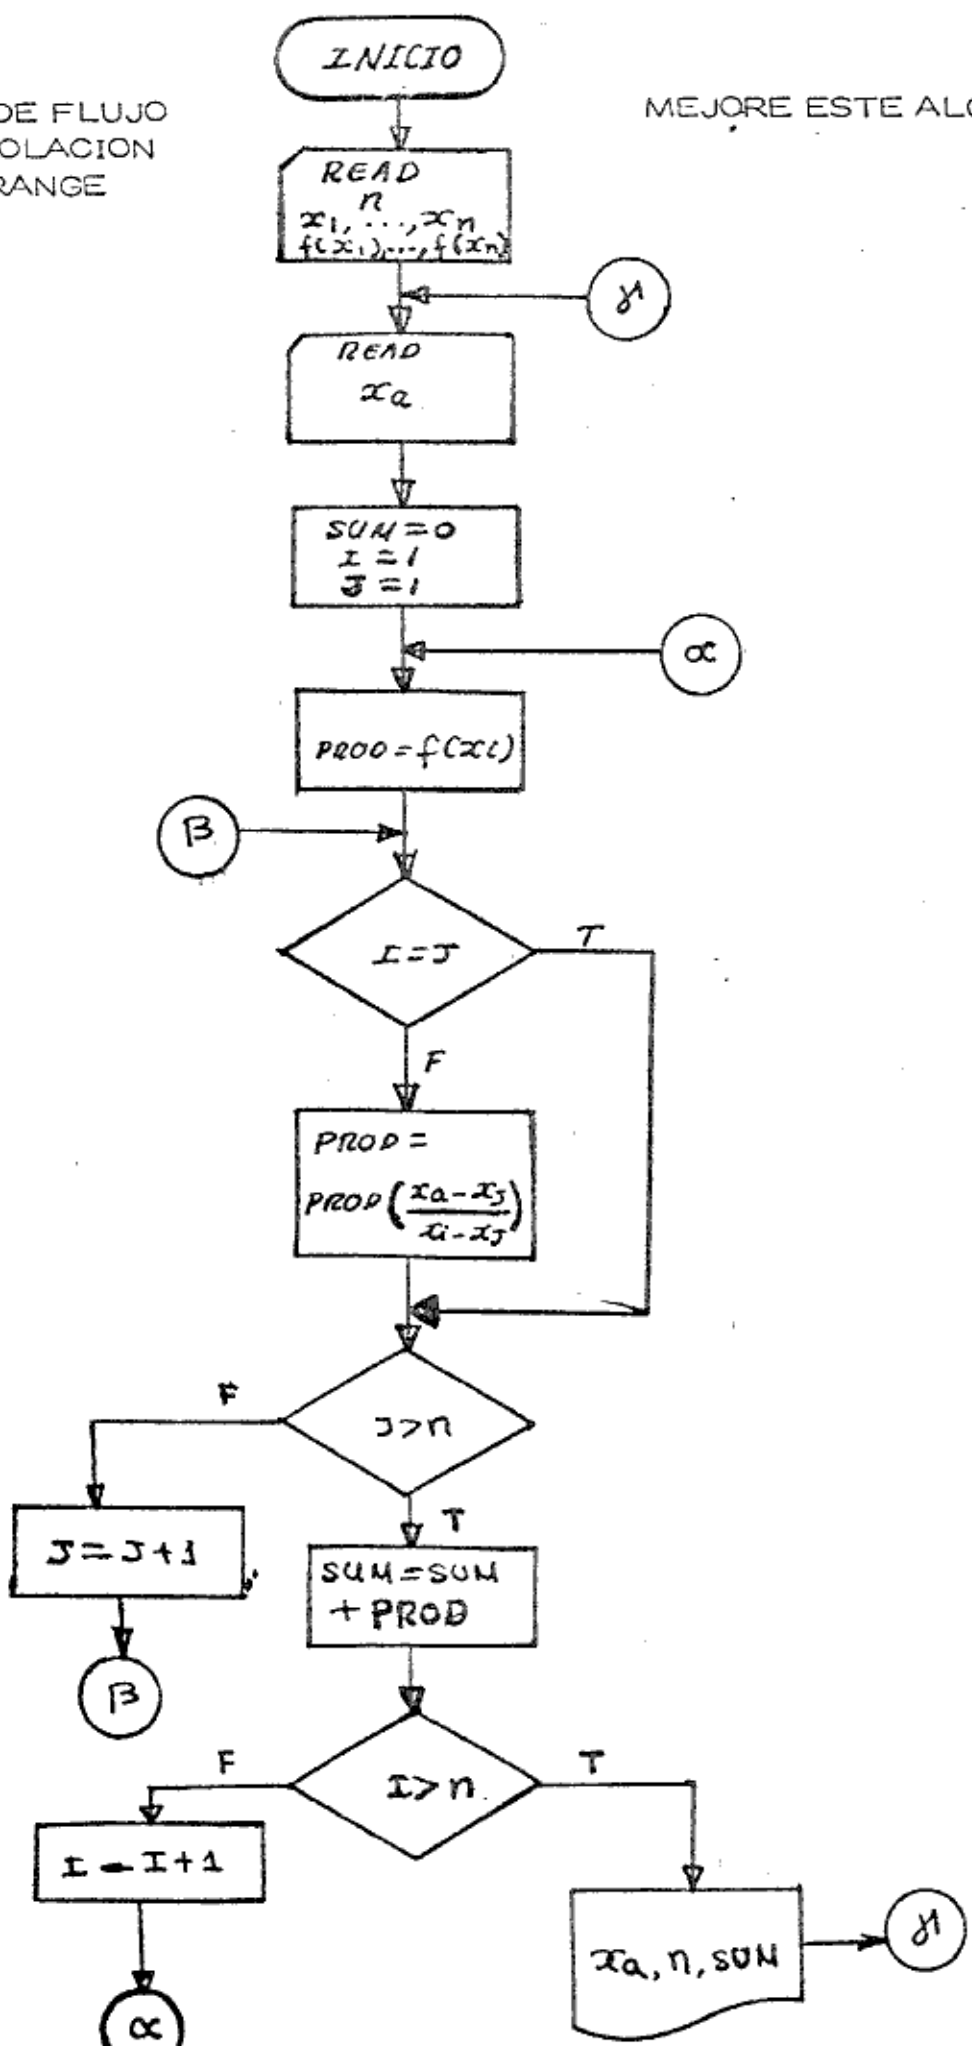 INICIO
DE FLUJO
OLACION
RANGE
MEJORE ESTE ALG
READ
n
x1, ..., xn
f(x1), ..., f(xn)
READ
xa
SUM = 0
I = 1
J = 1
α
PROD = f(xi)
β
I = J
T
F
PROD =
PROD (xa - xJ / xi - xJ)
J > n
F
T
J = J + 1
SUM = SUM
+ PROD
β
I > n
F
T
I = I + 1
xa, n, SUM
α